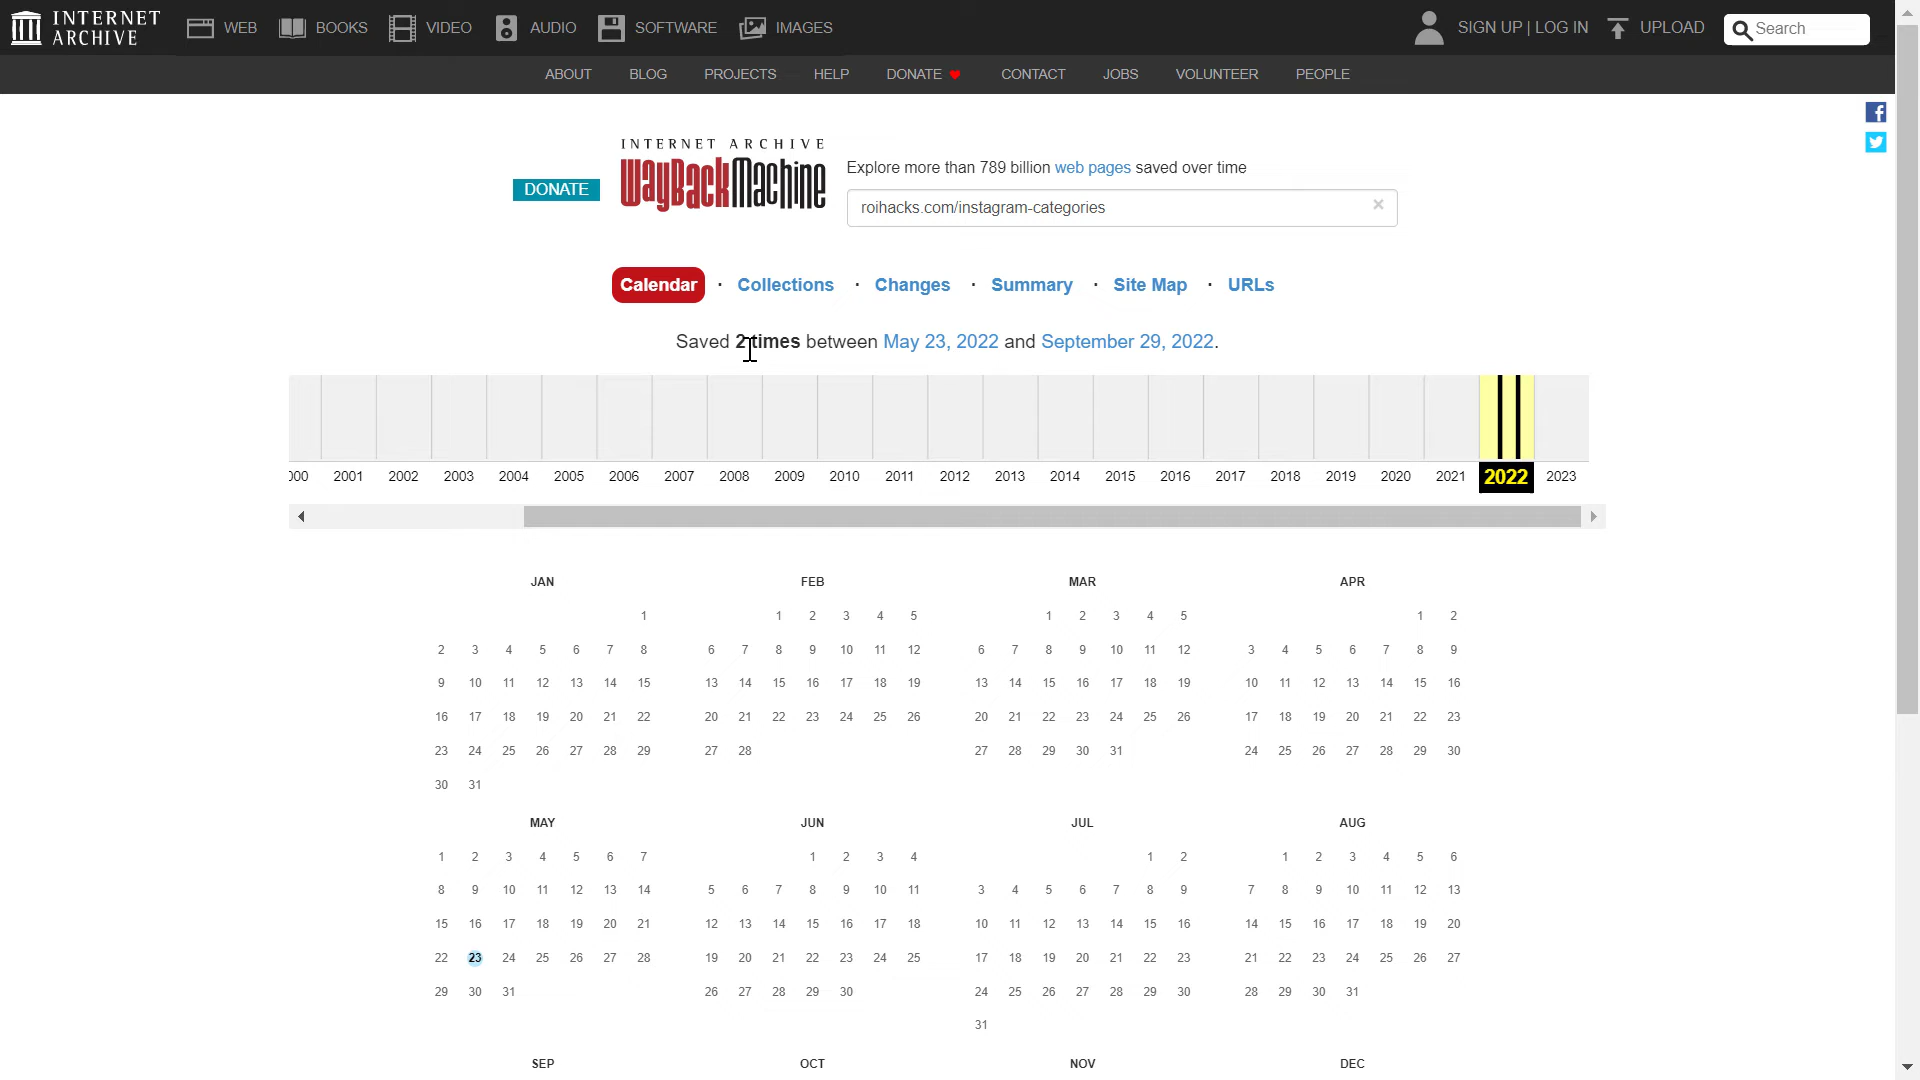 INTERNET ARCHIVE WEB BOOKS VIDEO AUDIO SOFTWARE IMAGES SIGN UP | LOG IN UPLOAD Search
ABOUT BLOG PROJECTS HELP DONATE CONTACT JOBS VOLUNTEER PEOPLE
INTERNET ARCHIVE
DONATE WayBackMachine
Explore more than 789 billion web pages saved over time
roihacks.com/instagram-categories ×
Calendar · Collections · Changes · Summary · Site Map · URLs
Saved 2 times between May 23, 2022 and September 29, 2022.
000 2001 2002 2003 2004 2005 2006 2007 2008 2009 2010 2011 2012 2013 2014 2015 2016 2017 2018 2019 2020 2021 2022 2023
JAN FEB MAR APR
1 1 2 3 4 5 1 2 3 4 5 1 2
2 3 4 5 6 7 8 6 7 8 9 10 11 12 6 7 8 9 10 11 12 3 4 5 6 7 8 9
9 10 11 12 13 14 15 13 14 15 16 17 18 19 13 14 15 16 17 18 19 10 11 12 13 14 15 16
16 17 18 19 20 21 22 20 21 22 23 24 25 26 20 21 22 23 24 25 26 17 18 19 20 21 22 23
23 24 25 26 27 28 29 27 28 27 28 29 30 31 24 25 26 27 28 29 30
30 31
MAY JUN JUL AUG
1 2 3 4 5 6 7 1 2 3 4 1 2 1 2 3 4 5 6
8 9 10 11 12 13 14 5 6 7 8 9 10 11 3 4 5 6 7 8 9 7 8 9 10 11 12 13
15 16 17 18 19 20 21 12 13 14 15 16 17 18 10 11 12 13 14 15 16 14 15 16 17 18 19 20
22 23 24 25 26 27 28 19 20 21 22 23 24 25 17 18 19 20 21 22 23 21 22 23 24 25 26 27
29 30 31 26 27 28 29 30 24 25 26 27 28 29 30 28 29 30 31
31
SEP OCT NOV DEC